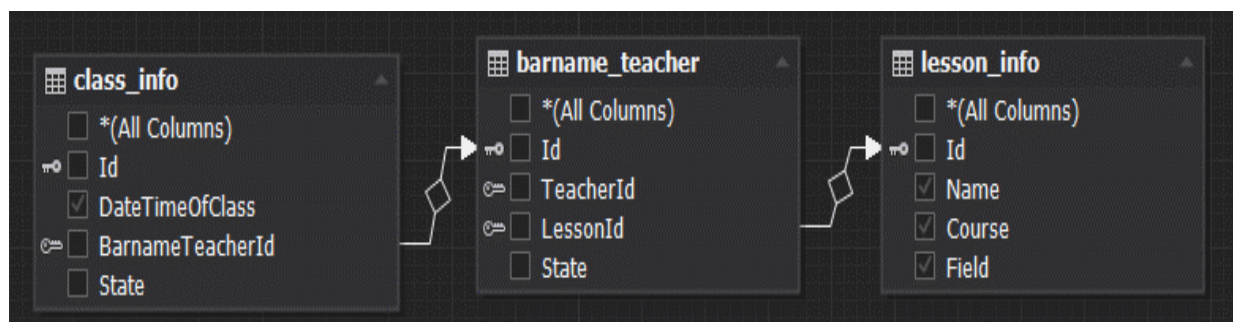 class_info
*(All Columns)
Id
DateTimeOfClass
BarnameTeacherId
State
barname_teacher
*(All Columns)
Id
TeacherId
LessonId
State
lesson_info
*(All Columns)
Id
Name
Course
Field